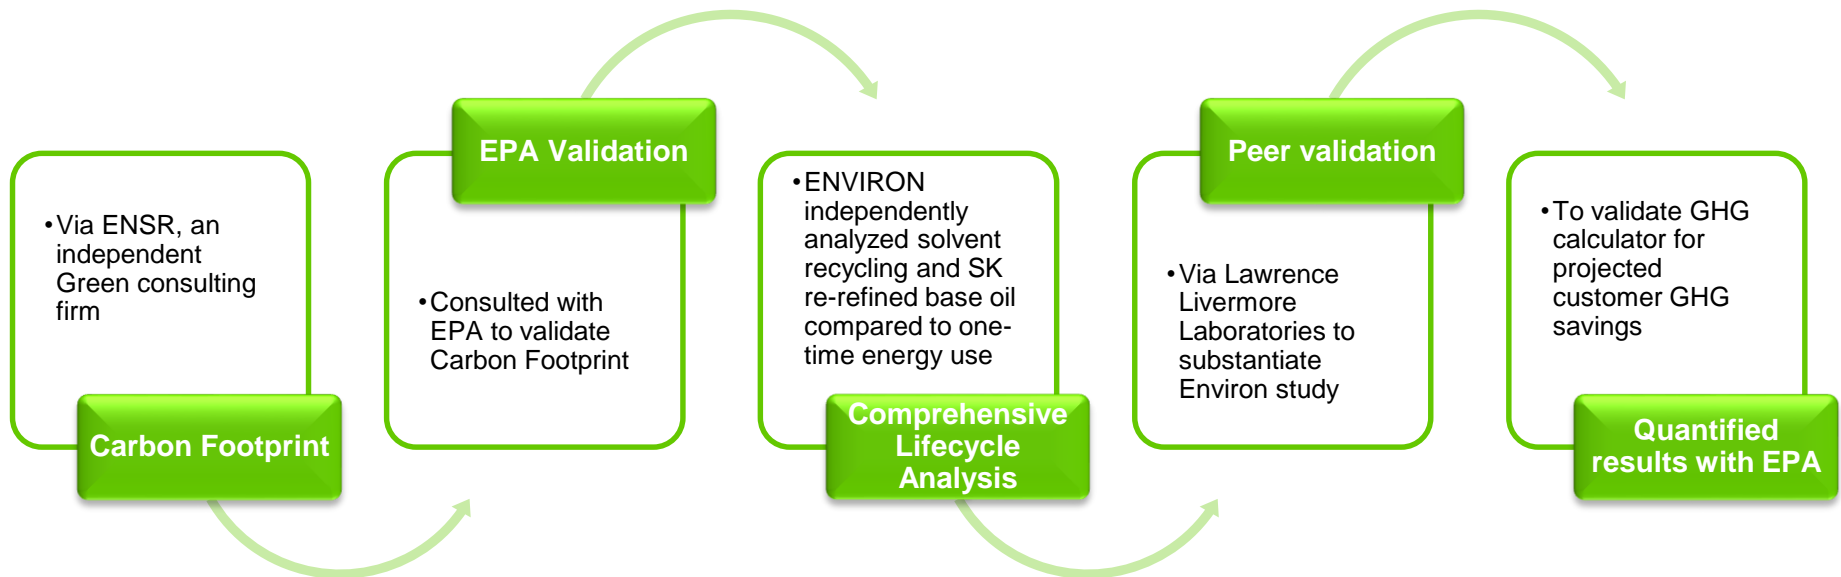 •Via ENSR, an
independent
Green consulting
firm
Carbon Footprint
EPA Validation
•Consulted with
EPA to validate
Carbon Footprint
•ENVIRON
independently
analyzed solvent
recycling and SK
re-refined base oil
compared to one-
time energy use
Comprehensive
Lifecycle
Analysis
Peer validation
•Via Lawrence
Livermore
Laboratories to
substantiate
Environ study
•To validate GHG
calculator for
projected
customer GHG
savings
Quantified
results with EPA